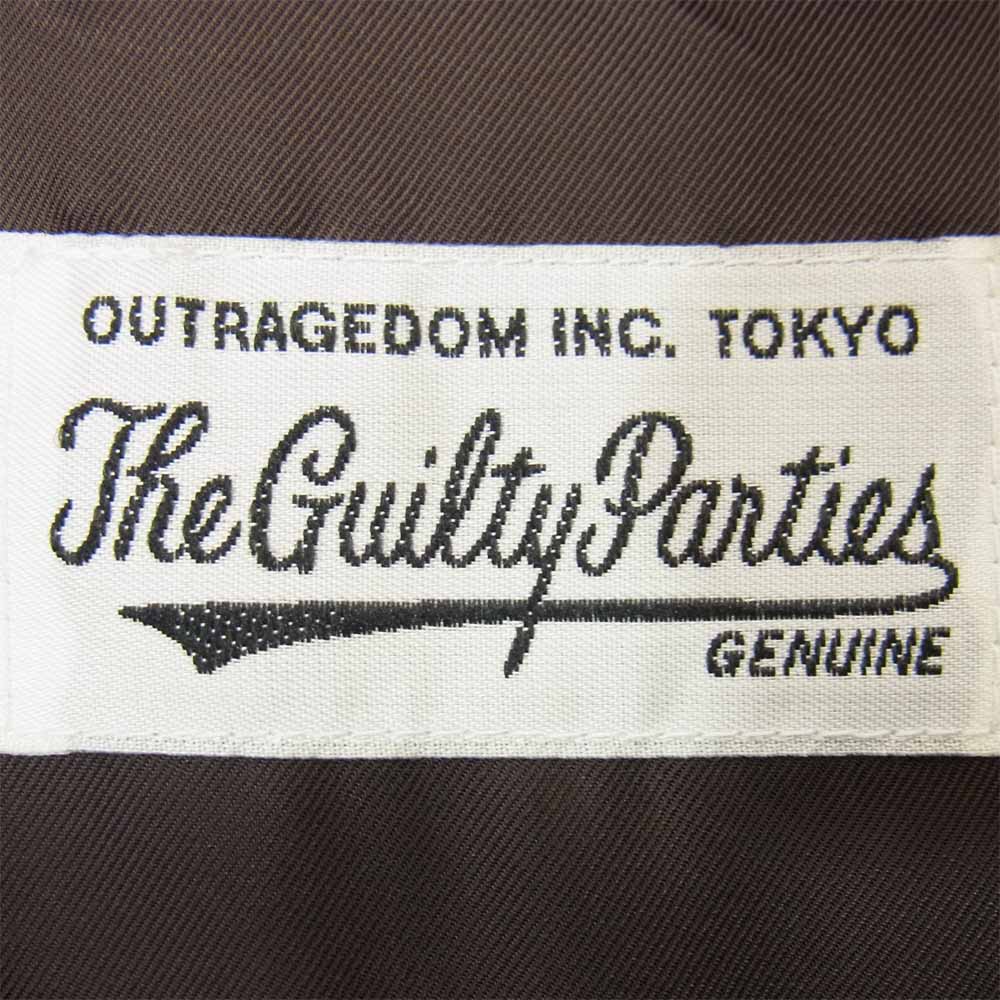 OUTRAGEDOM INC. TOKYO
The Guilty Parties
GENUINE